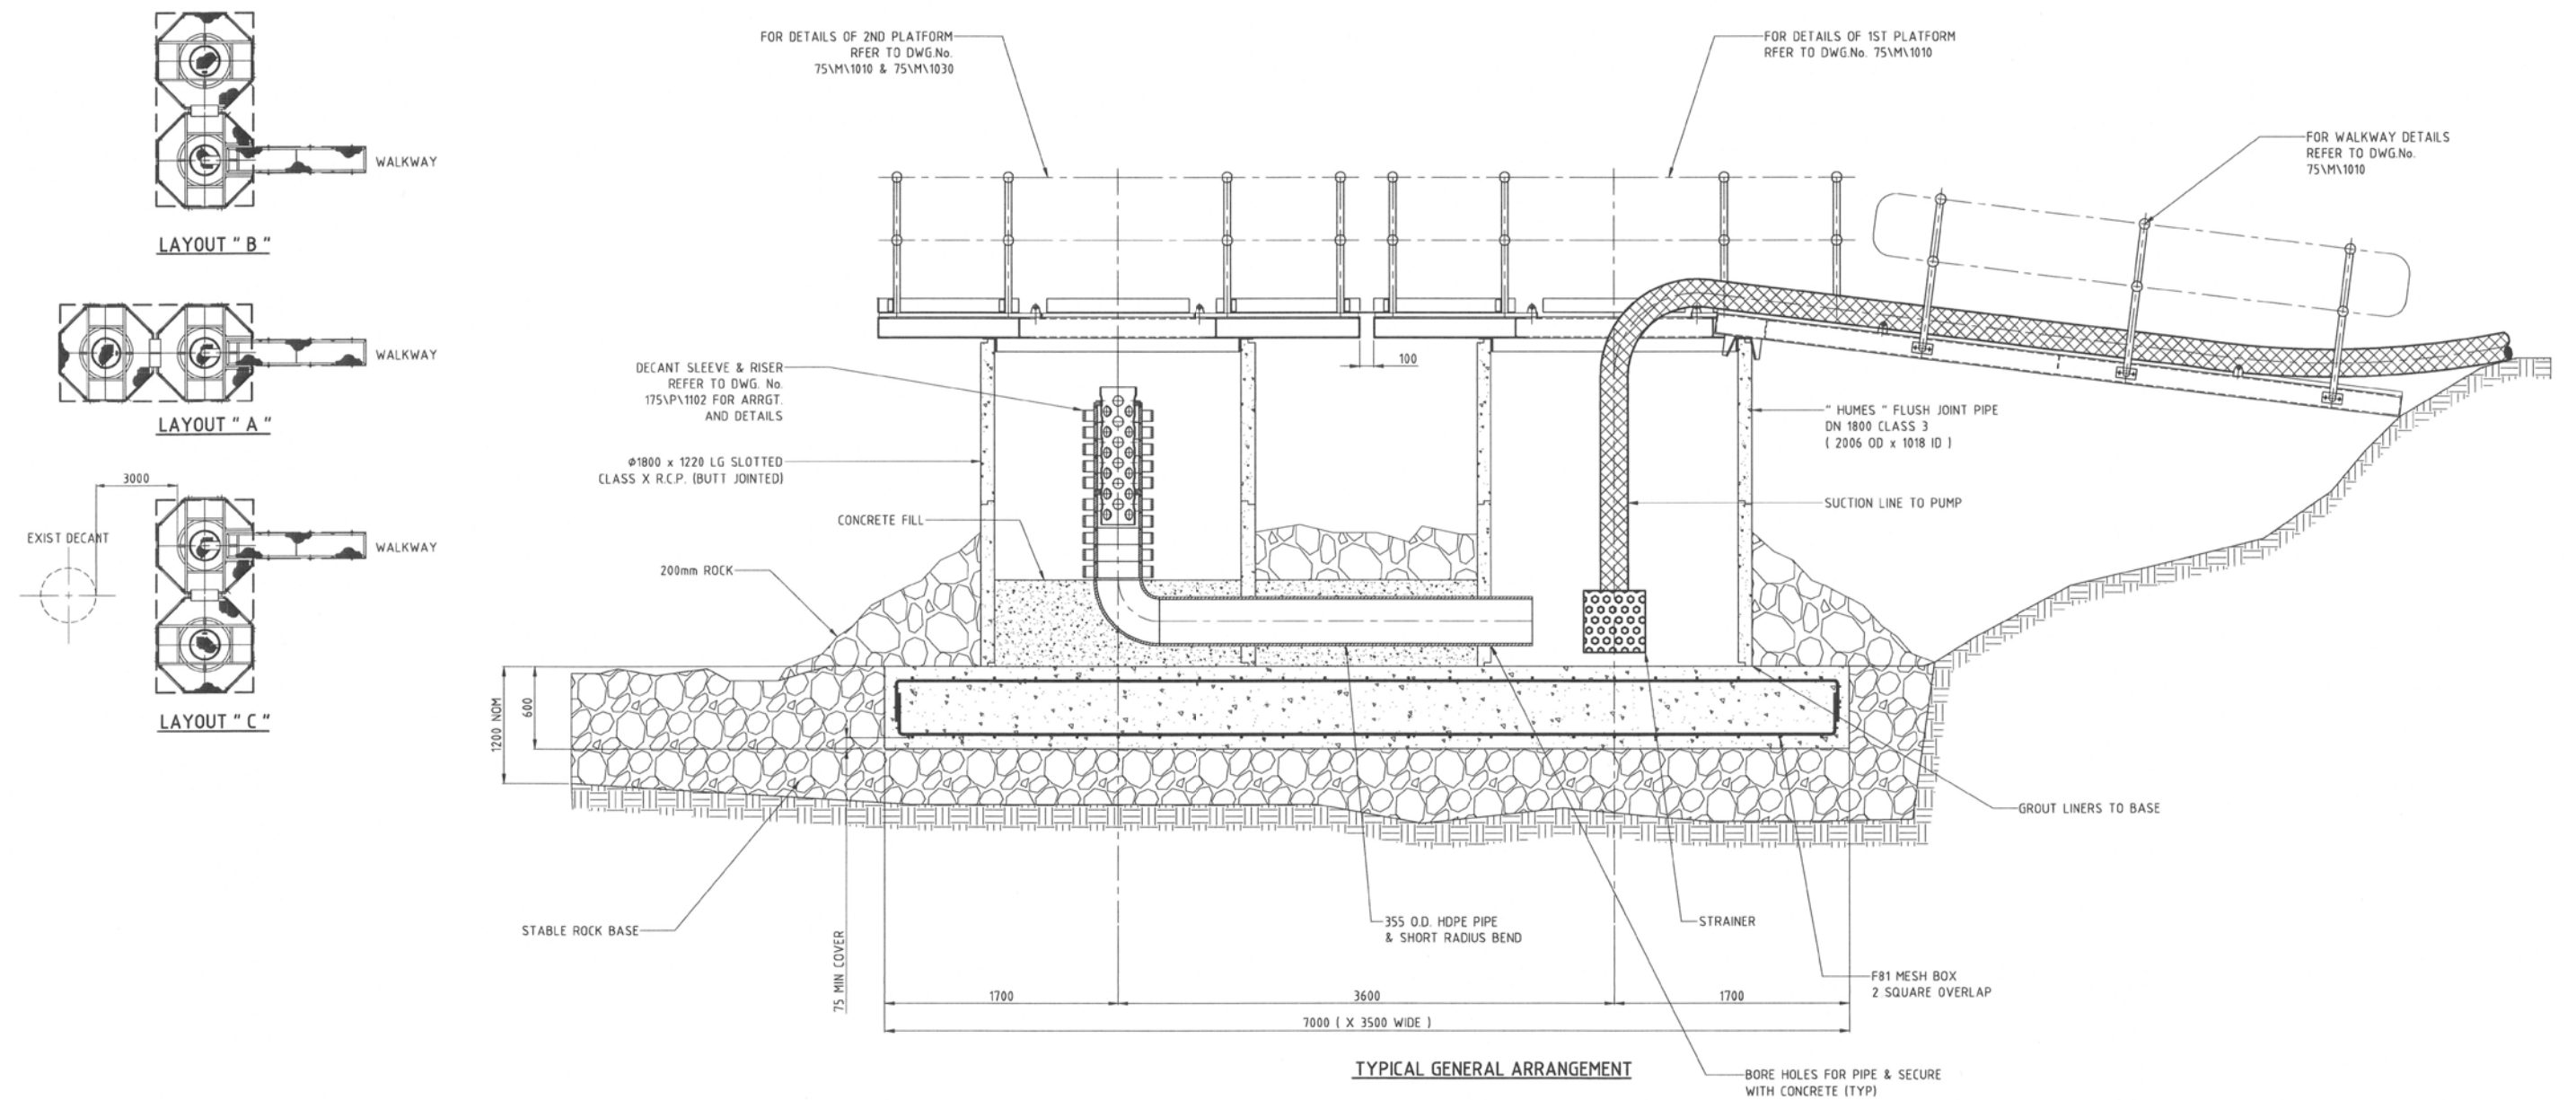 WALKWAY
LAYOUT " B "
WALKWAY
LAYOUT " A "
3000
EXIST DECANT
WALKWAY
LAYOUT " C "
FOR DETAILS OF 2ND PLATFORM
RFER TO DWG.No.
75\M\1010 & 75\M\1030
FOR DETAILS OF 1ST PLATFORM
RFER TO DWG.No. 75\M\1010
FOR WALKWAY DETAILS
REFER TO DWG.No.
75\M\1010
100
DECANT SLEEVE & RISER
REFER TO DWG. No.
175\P\1102 FOR ARRGT.
AND DETAILS
Ø1800 x 1220 LG SLOTTED
CLASS X R.C.P. (BUTT JOINTED)
CONCRETE FILL
200mm ROCK
" HUMES " FLUSH JOINT PIPE
DN 1800 CLASS 3
( 2006 OD x 1018 ID )
SUCTION LINE TO PUMP
1200 NOM
600
GROUT LINERS TO BASE
STABLE ROCK BASE
75 MIN COVER
355 O.D. HDPE PIPE
& SHORT RADIUS BEND
STRAINER
F81 MESH BOX
2 SQUARE OVERLAP
1700
3600
1700
7000 ( X 3500 WIDE )
TYPICAL GENERAL ARRANGEMENT
BORE HOLES FOR PIPE & SECURE
WITH CONCRETE (TYP)